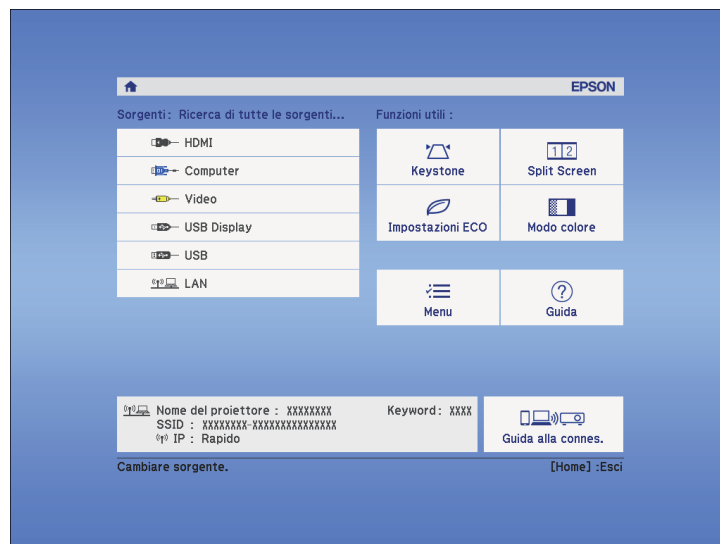 EPSON
Sorgenti: Ricerca di tutte le sorgenti...
HDMI
Computer
Video
USB Display
USB
LAN
Funzioni utili :
Keystone
1 2
Split Screen
Impostazioni ECO
Modo colore
Menu
?
Guida
Nome del proiettore : XXXXXXXX
Keyword : XXXX
SSID : XXXXXXXX-XXXXXXXXXXXXXXX
IP : Rapido
Guida alla connes.
Cambiare sorgente.
[Home] :Esci